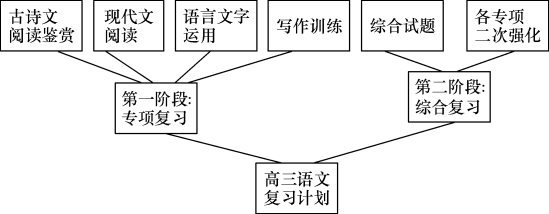 古诗文
阅读鉴赏
现代文
阅读
语言文字
运用
写作训练
综合试题
各专项
二次强化
第一阶段:
专项复习
第二阶段:
综合复习
高三语文
复习计划